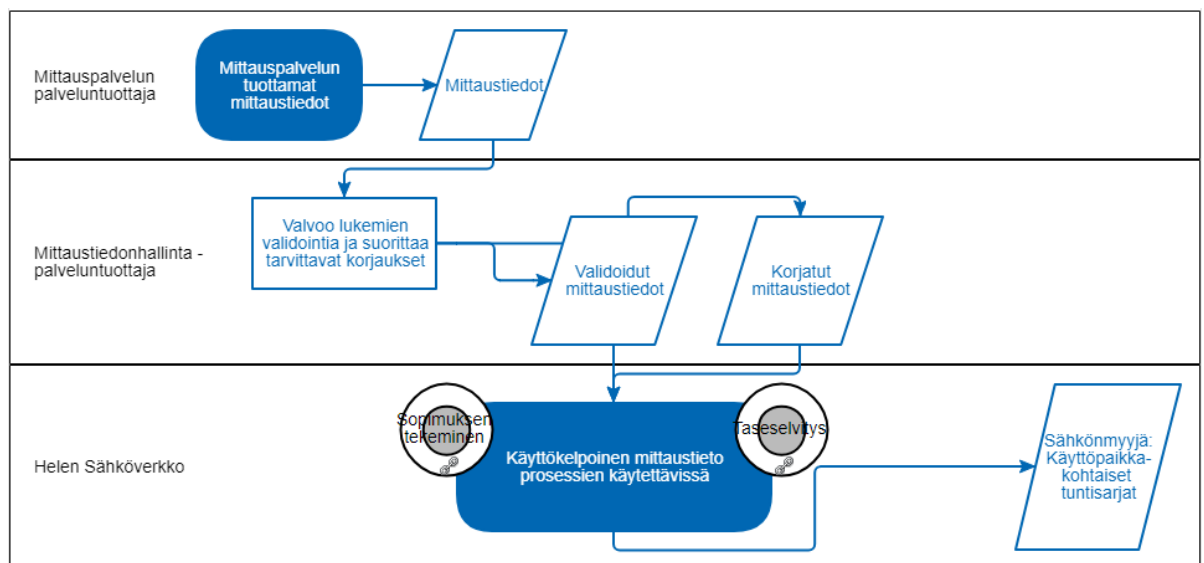 Mittauspalvelun
palveluntuottaja
Mittauspalvelun
tuottamat
mittaustiedot
Mittaustiedot
Mittaustiedonhallinta -
palveluntuottaja
Valvoo lukemien
validointia ja suorittaa
tarvittavat korjaukset
Validoidut
mittaustiedot
Korjatut
mittaustiedot
Helen Sähköverkko
Sopimuksen
tekeminen
Käyttökelpoinen mittaustieto
prosessien käytettävissä
Taseselvitys
Sähkönmyyjä:
Käyttöpaikka-
kohtaiset
tuntisarjat